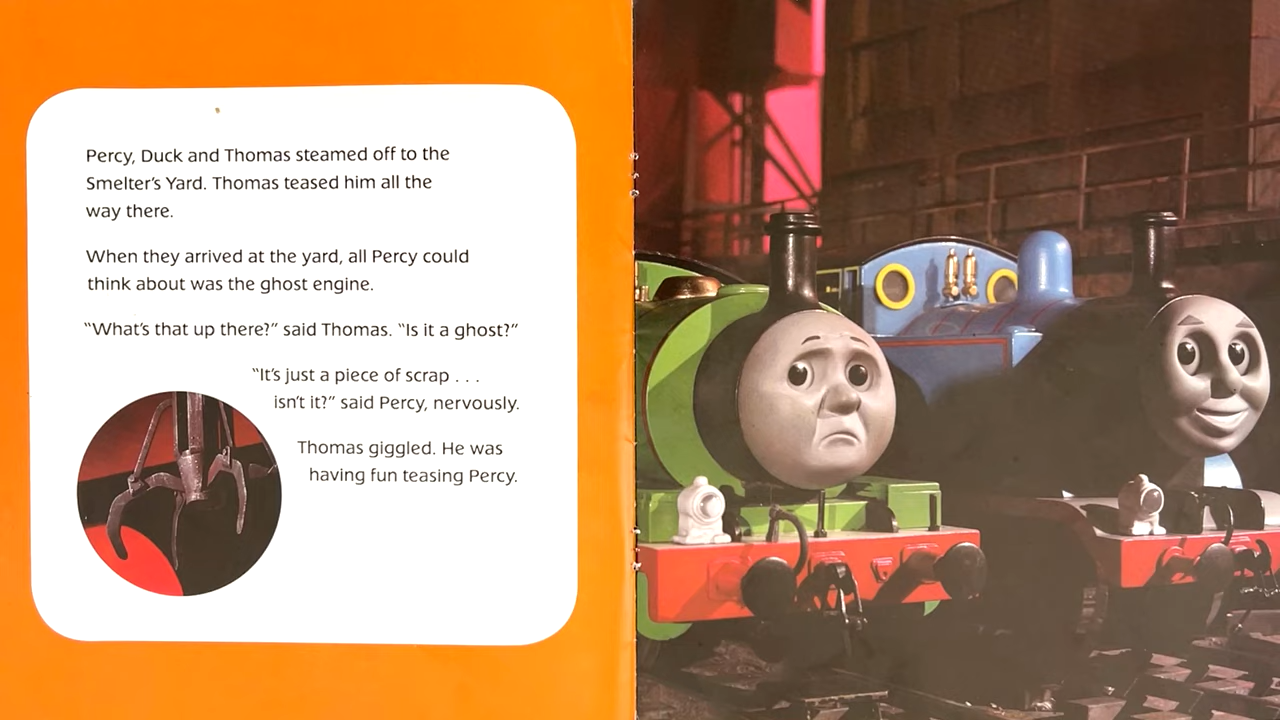 Percy, Duck and Thomas steamed off to the
Smelter's Yard. Thomas teased him all the
way there.
When they arrived at the yard, all Percy could
think about was the ghost engine.
“What's that up there?” said Thomas. “Is it a ghost?”
“It's just a piece of scrap . . .
isn't it?” said Percy, nervously.
Thomas giggled. He was
having fun teasing Percy.